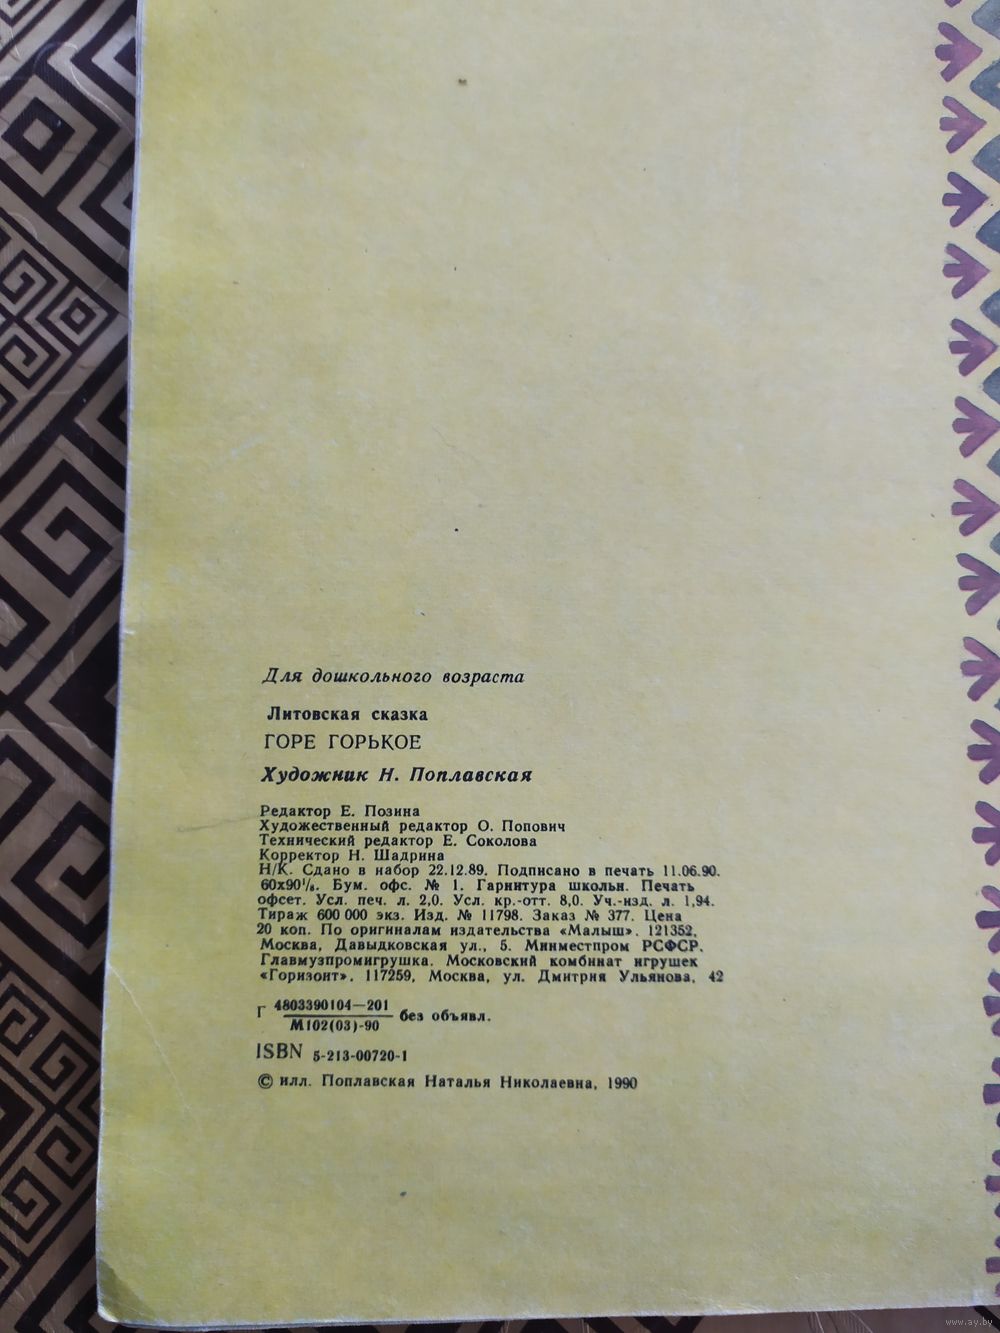 Для дошкольного возраста
Литовская сказка
ГОРЕ ГОРЬКОЕ
Художник Н. Поплавская
Редактор Е. Позина
Художественный редактор О. Попович
Технический редактор Е. Соколова
Корректор Н. Шадрина
Н/К. Сдано в набор 22.12.89. Подписано в печать 11.06.90.
60х90¹/₈. Бум. офс. № 1. Гарнитура школьн. Печать
офсет. Усл. печ. л. 2,0. Усл. кр.-отт. 8,0. Уч.-изд. л. 1,94.
Тираж 600 000 экз. Изд. № 11798. Заказ № 377. Цена
20 коп. По оригиналам издательства «Малыш». 121352,
Москва, Давыдковская ул., 5. Минместпром РСФСР.
Главмузпромигрушка. Московский комбинат игрушек
«Горизонт». 117259, Москва, ул. Дмитрия Ульянова, 42
Г 4803390104—201
М102(03)-90 без объявл.
ISBN 5-213-00720-1
© илл. Поплавская Наталья Николаевна, 1990
www.ay.by